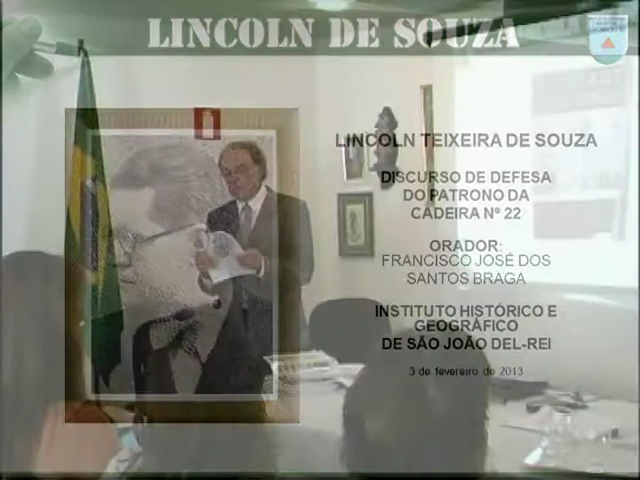 LINCOLN DE SOUZA
LINCOLN TEIXEIRA DE SOUZA
DISCURSO DE DEFESA
DO PATRONO DA
CADEIRA Nº 22
ORADOR:
FRANCISCO JOSÉ DOS
SANTOS BRAGA
INSTITUTO HISTÓRICO E
GEOGRÁFICO
DE SÃO JOÃO DEL-REI
3 de fevereiro de 2013